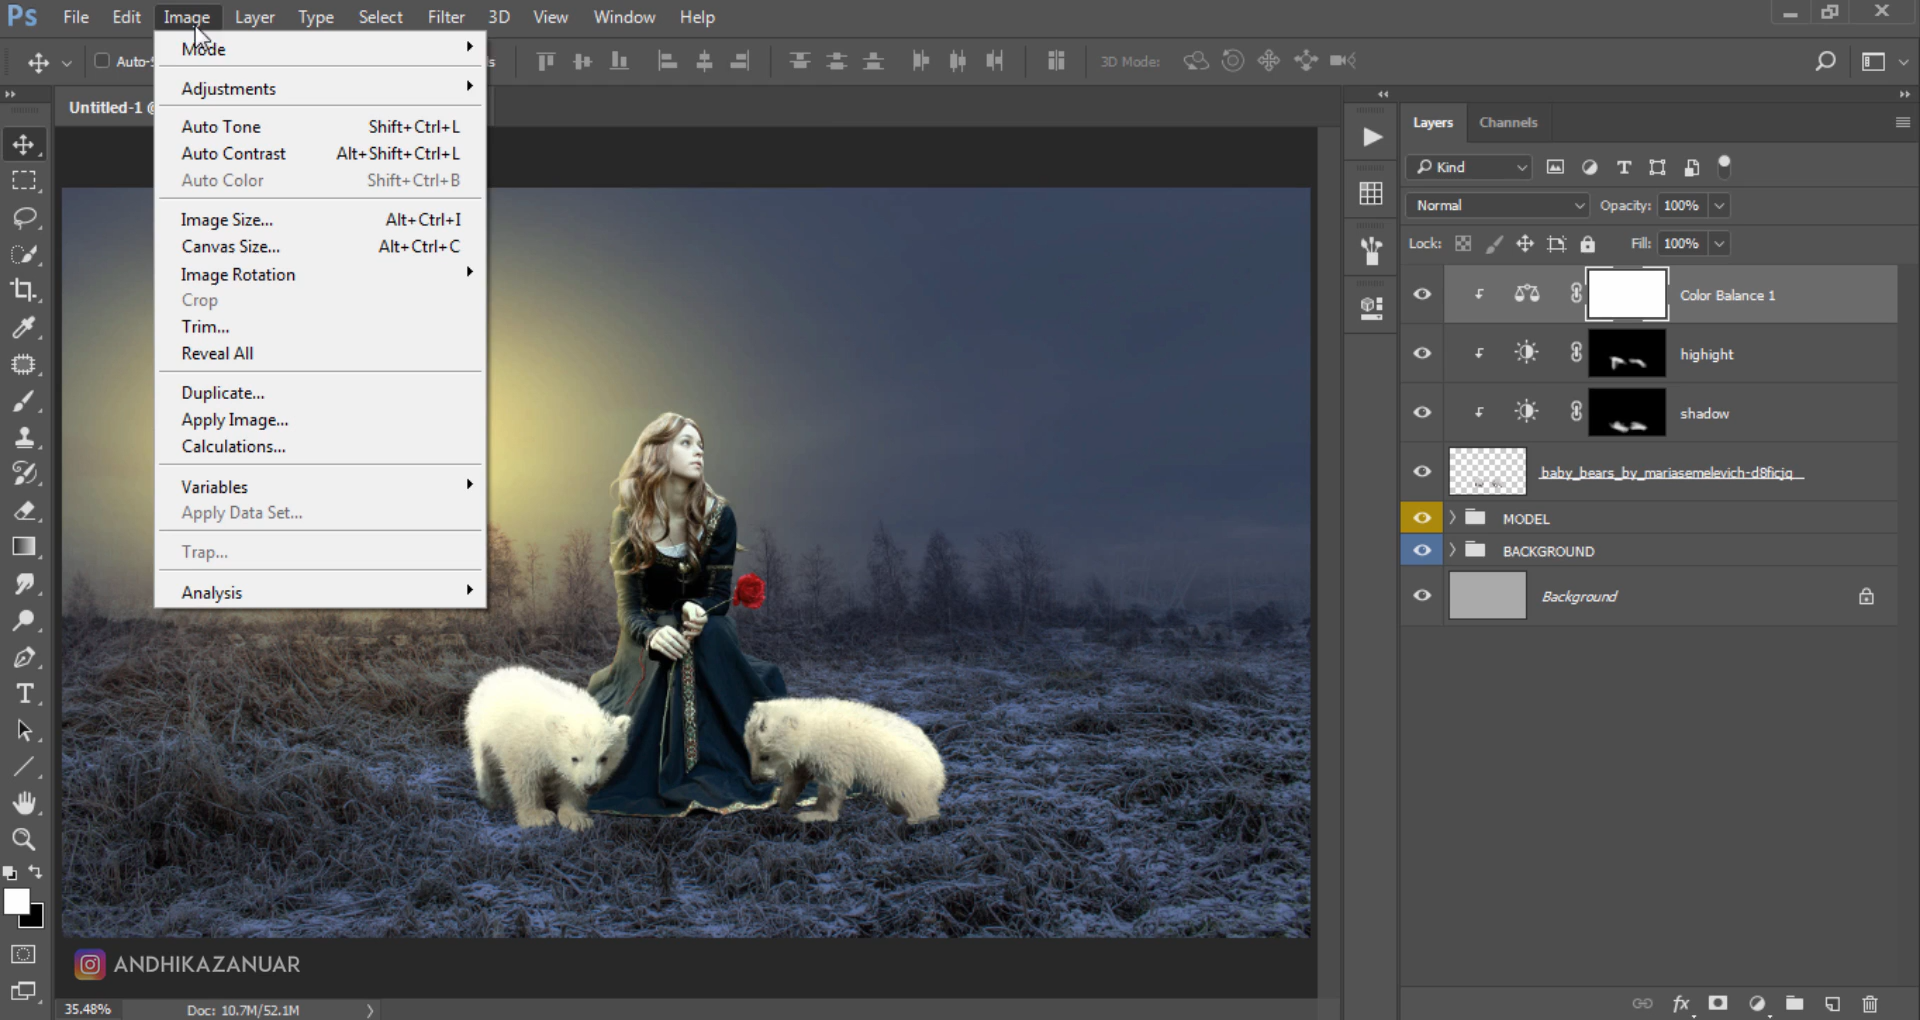 Ps File Edit Image Layer Type Select Filter 3D View Window Help
Auto-S
s
3D Mode:
Untitled-1 @
Mode
Adjustments
Auto Tone Shift+Ctrl+L
Auto Contrast Alt+Shift+Ctrl+L
Auto Color Shift+Ctrl+B
Image Size... Alt+Ctrl+I
Canvas Size... Alt+Ctrl+C
Image Rotation
Crop
Trim...
Reveal All
Duplicate...
Apply Image...
Calculations...
Variables
Apply Data Set...
Trap...
Analysis
Layers Channels
Kind
Normal Opacity: 100%
Lock: Fill: 100%
Color Balance 1
highight
shadow
baby_bears_by_mariasemelevich-d8ficjq
MODEL
BACKGROUND
Background
ANDHIKAZANUAR
35.48% Doc: 10.7M/52.1M
fx